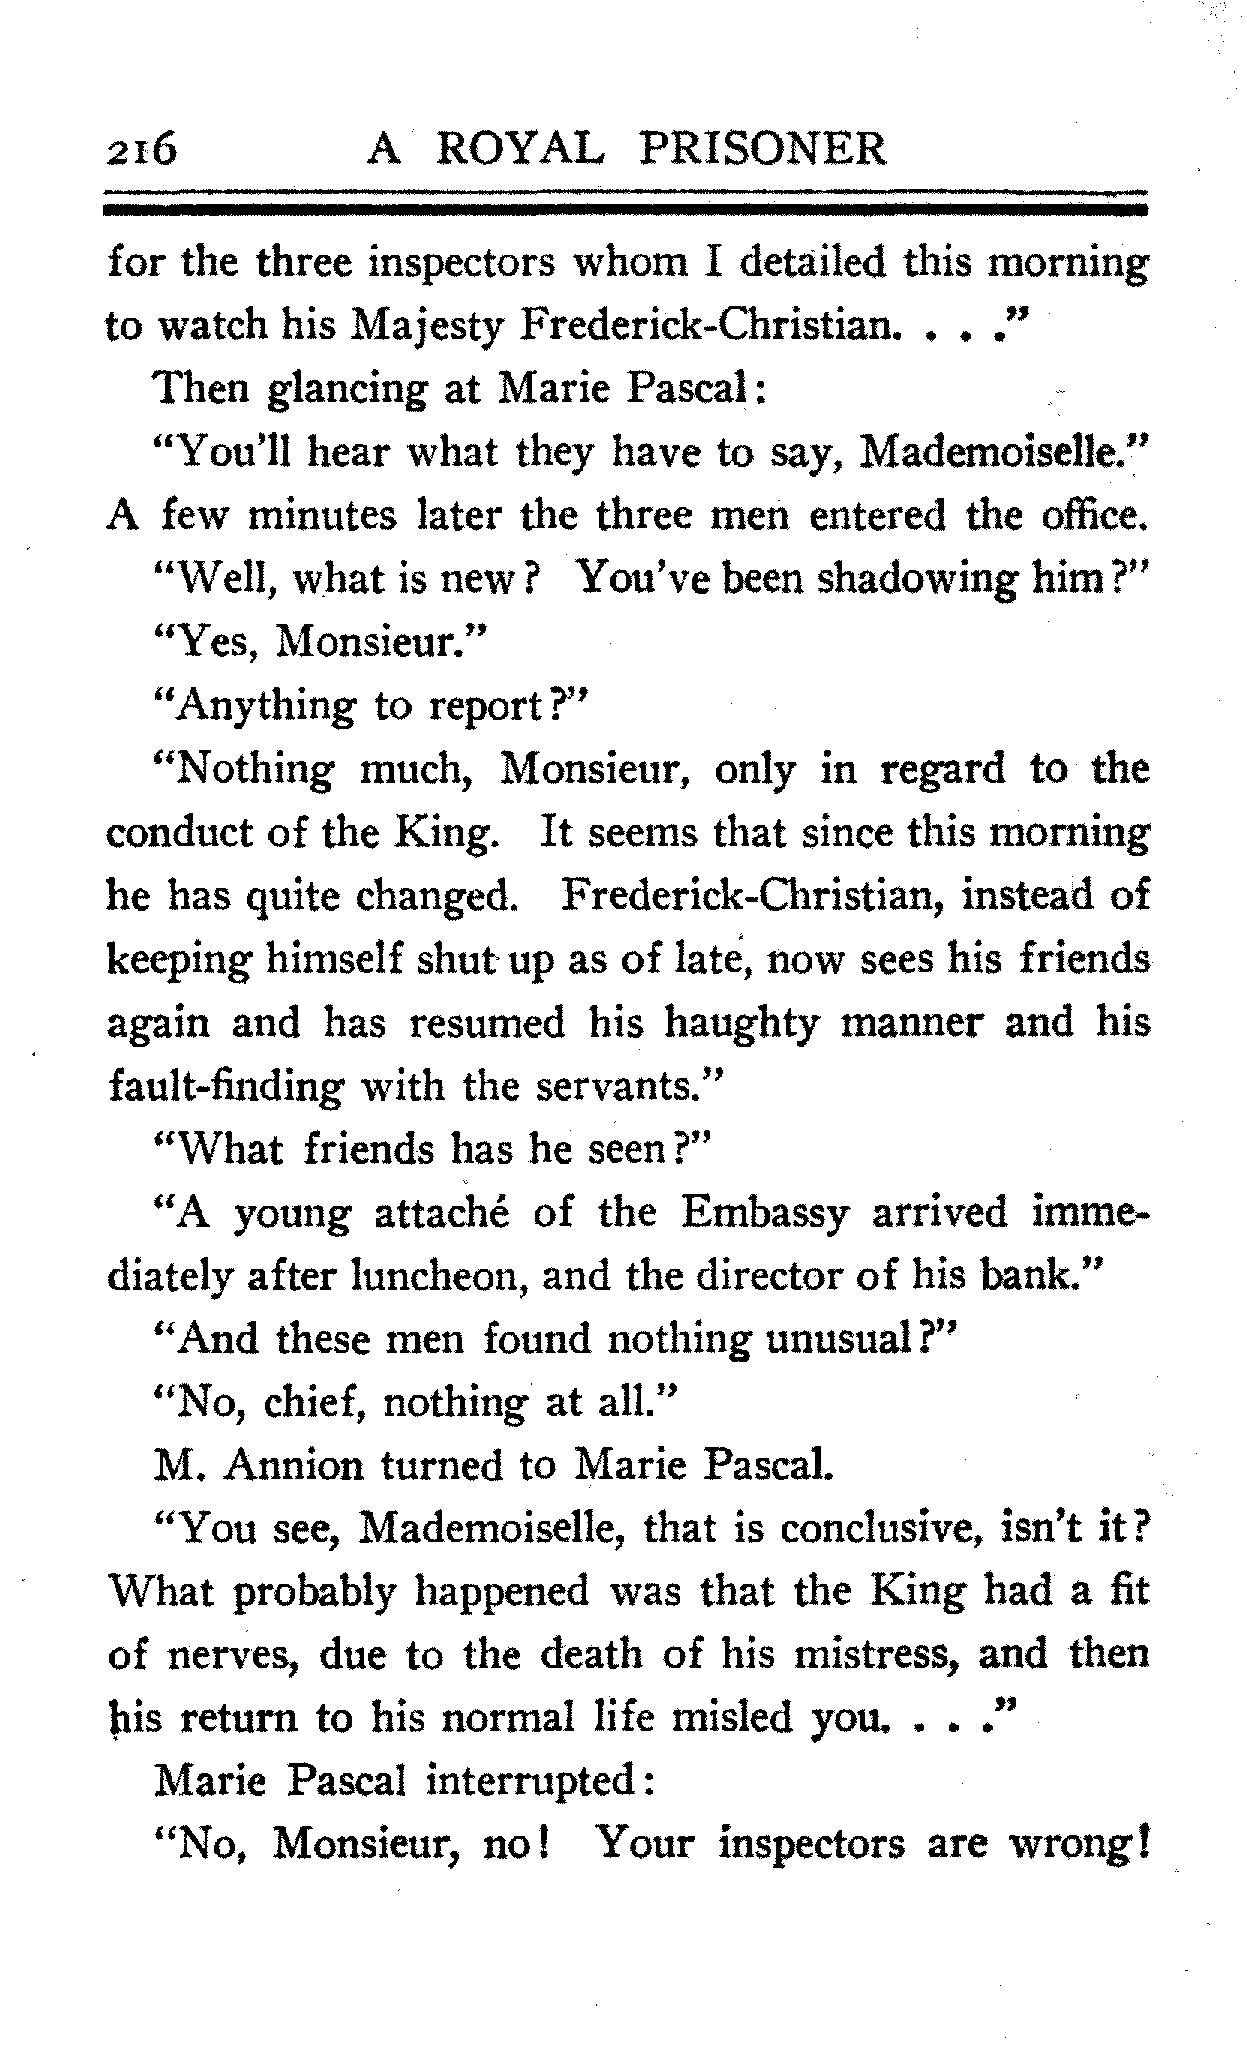 216 A ROYAL PRISONER
for the three inspectors whom I detailed this morning
to watch his Majesty Frederick-Christian. . . ."
Then glancing at Marie Pascal:
"You'll hear what they have to say, Mademoiselle."
A few minutes later the three men entered the office.
"Well, what is new? You've been shadowing him?"
"Yes, Monsieur."
"Anything to report?"
"Nothing much, Monsieur, only in regard to the
conduct of the King. It seems that since this morning
he has quite changed. Frederick-Christian, instead of
keeping himself shut up as of late, now sees his friends
again and has resumed his haughty manner and his
fault-finding with the servants."
"What friends has he seen?"
"A young attaché of the Embassy arrived imme-
diately after luncheon, and the director of his bank."
"And these men found nothing unusual?"
"No, chief, nothing at all."
M. Annion turned to Marie Pascal.
"You see, Mademoiselle, that is conclusive, isn't it?
What probably happened was that the King had a fit
of nerves, due to the death of his mistress, and then
his return to his normal life misled you. . . ."
Marie Pascal interrupted:
"No, Monsieur, no! Your inspectors are wrong!